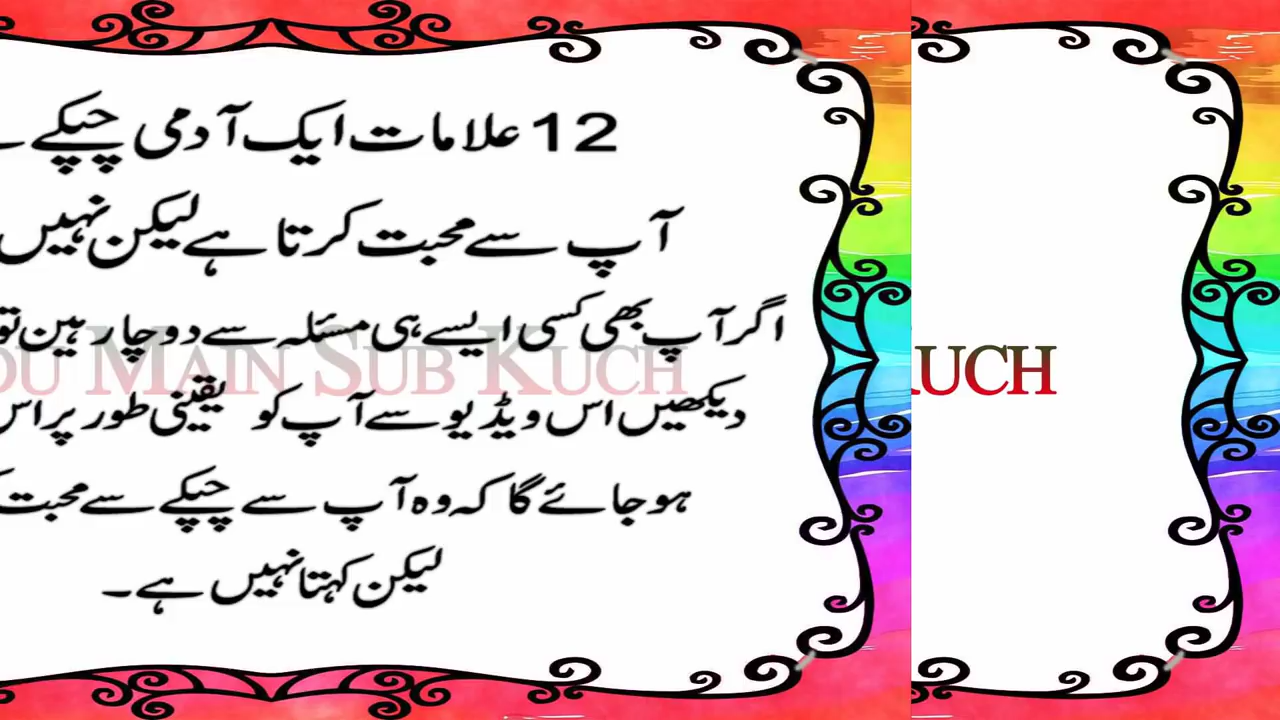 12 علامات ایک آدمی چپکے
آپ سے محبت کرتا ہے لیکن نہیں
اگر آپ بھی کسی ایسے ہی مسئلہ سے دوچار ہین تو
دیکھیں اس ویڈیو سے آپ کو یقینی طور پر اس
ہو جائے گا کہ وہ آپ سے چپکے سے محبت
لیکن کہتا نہیں ہے۔
MAIN SUB KUCH
UCH